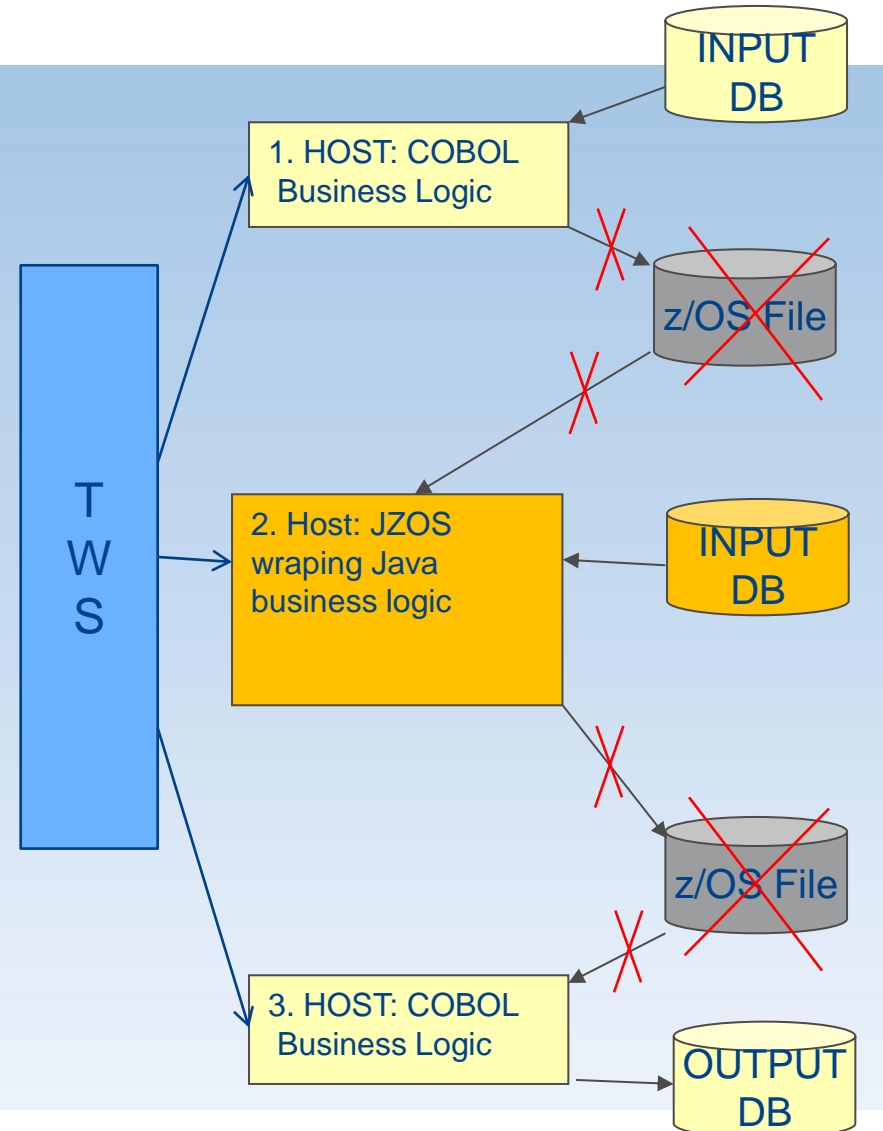 INPUT
DB
1. HOST: COBOL
Business Logic
z/OS File
T
W
S
2. Host: JZOS
wraping Java
business logic
INPUT
DB
z/OS File
3. HOST: COBOL
Business Logic
OUTPUT
DB